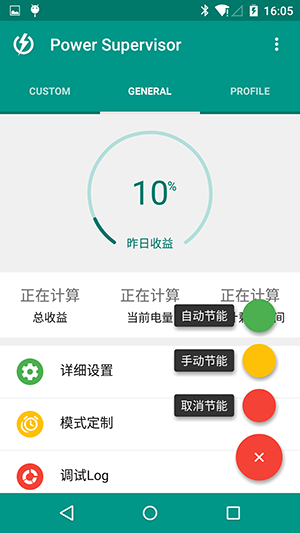 16:05
Power Supervisor
CUSTOM GENERAL PROFILE
10%
昨日收益
正在计算 正在计算 正在计算
总收益 当前电量
自动节能
详细设置
手动节能
模式定制
取消节能
调试Log